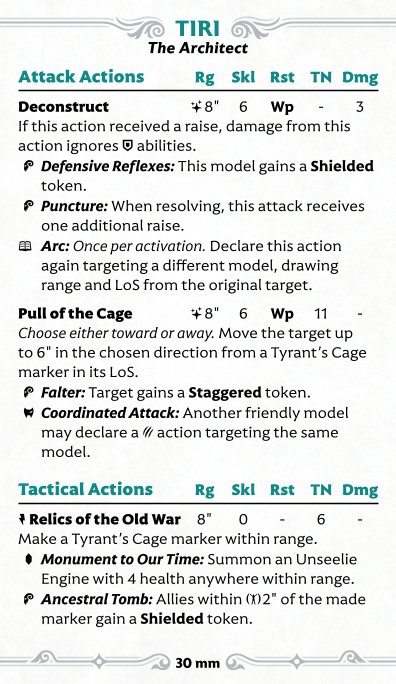 TIRI
The Architect
Attack Actions Rg Skl Rst TN Dmg
Deconstruct 8" 6 Wp - 3
If this action received a raise, damage from this
action ignores abilities.
Defensive Reflexes: This model gains a Shielded
token.
Puncture: When resolving, this attack receives
one additional raise.
Arc: Once per activation. Declare this action
again targeting a different model, drawing
range and LoS from the original target.
Pull of the Cage 8" 6 Wp 11 -
Choose either toward or away. Move the target up
to 6" in the chosen direction from a Tyrant's Cage
marker in its LoS.
Falter: Target gains a Staggered token.
Coordinated Attack: Another friendly model
may declare a action targeting the same
model.
Tactical Actions Rg Skl Rst TN Dmg
Relics of the Old War 8" 0 - 6 -
Make a Tyrant's Cage marker within range.
Monument to Our Time: Summon an Unseelie
Engine with 4 health anywhere within range.
Ancestral Tomb: Allies within 2" of the made
marker gain a Shielded token.
30 mm